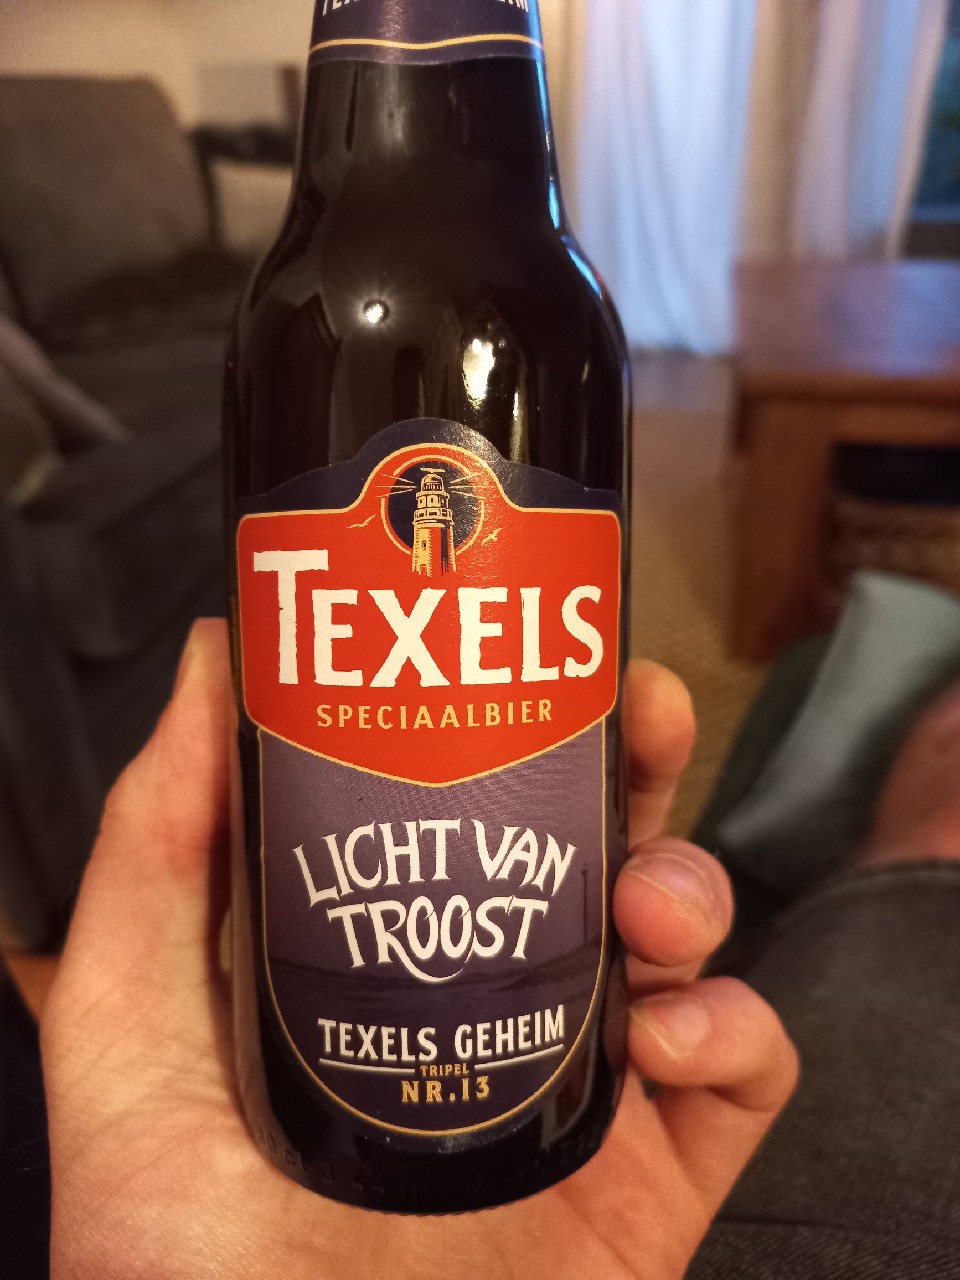 TEXELS
SPECIAALBIER
LICHT VAN
TROOST
TEXELS GEHEIM
TRIPEL
NR.13